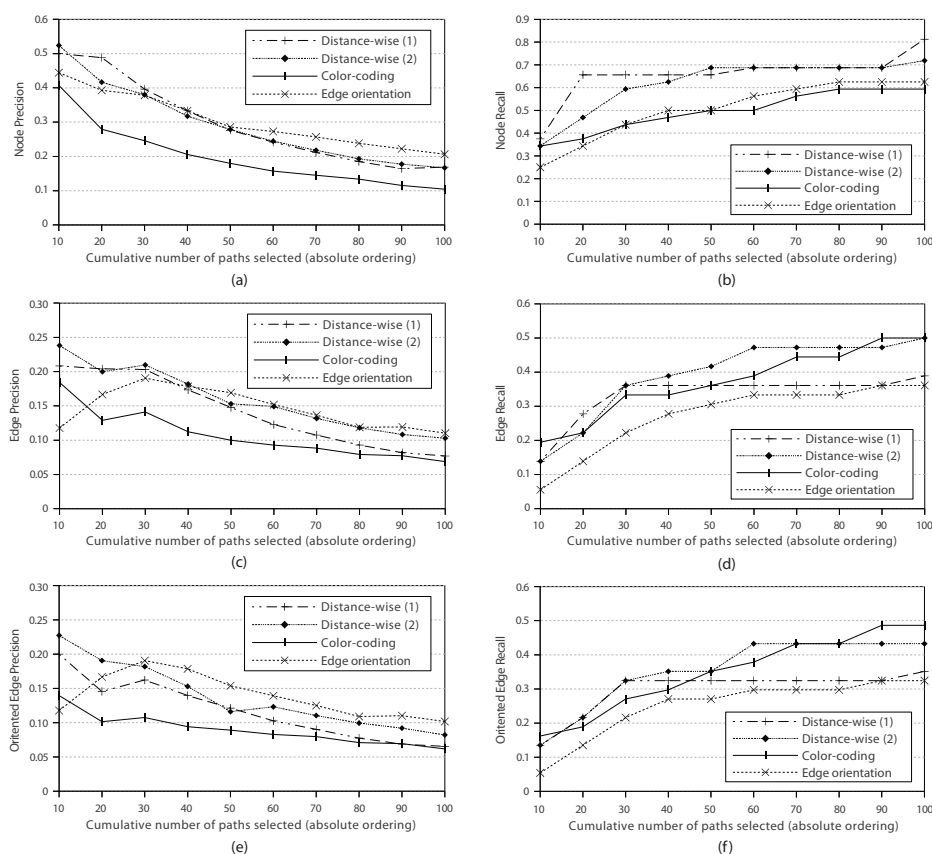 0.6
0.5
0.4
0.3
0.2
0.1
0
Node Precision
Distance-wise (1)
Distance-wise (2)
Color-coding
Edge orientation
10 20 30 40 50 60 70 80 90 100
Cumulative number of paths selected (absolute ordering)
(a)
0.9
0.8
0.7
0.6
0.5
0.4
0.3
0.2
0.1
0
Node Recall
Distance-wise (1)
Distance-wise (2)
Color-coding
Edge orientation
10 20 30 40 50 60 70 80 90 100
Cumulative number of paths selected (absolute ordering)
(b)
0.30
0.25
0.20
0.15
0.10
0.05
0
Edge Precision
Distance-wise (1)
Distance-wise (2)
Color-coding
Edge orientation
10 20 30 40 50 60 70 80 90 100
Cumulative number of paths selected (absolute ordering)
(c)
0.6
0.5
0.4
0.3
0.2
0.1
0
Edge Recall
Distance-wise (1)
Distance-wise (2)
Color-coding
Edge orientation
10 20 30 40 50 60 70 80 90 100
Cumulative number of paths selected (absolute ordering)
(d)
0.30
0.25
0.20
0.15
0.10
0.05
0
Oritented Edge Precision
Distance-wise (1)
Distance-wise (2)
Color-coding
Edge orientation
10 20 30 40 50 60 70 80 90 100
Cumulative number of paths selected (absolute ordering)
(e)
0.6
0.5
0.4
0.3
0.2
0.1
0
Oritented Edge Recall
Distance-wise (1)
Distance-wise (2)
Color-coding
Edge orientation
10 20 30 40 50 60 70 80 90 100
Cumulative number of paths selected (absolute ordering)
(f)